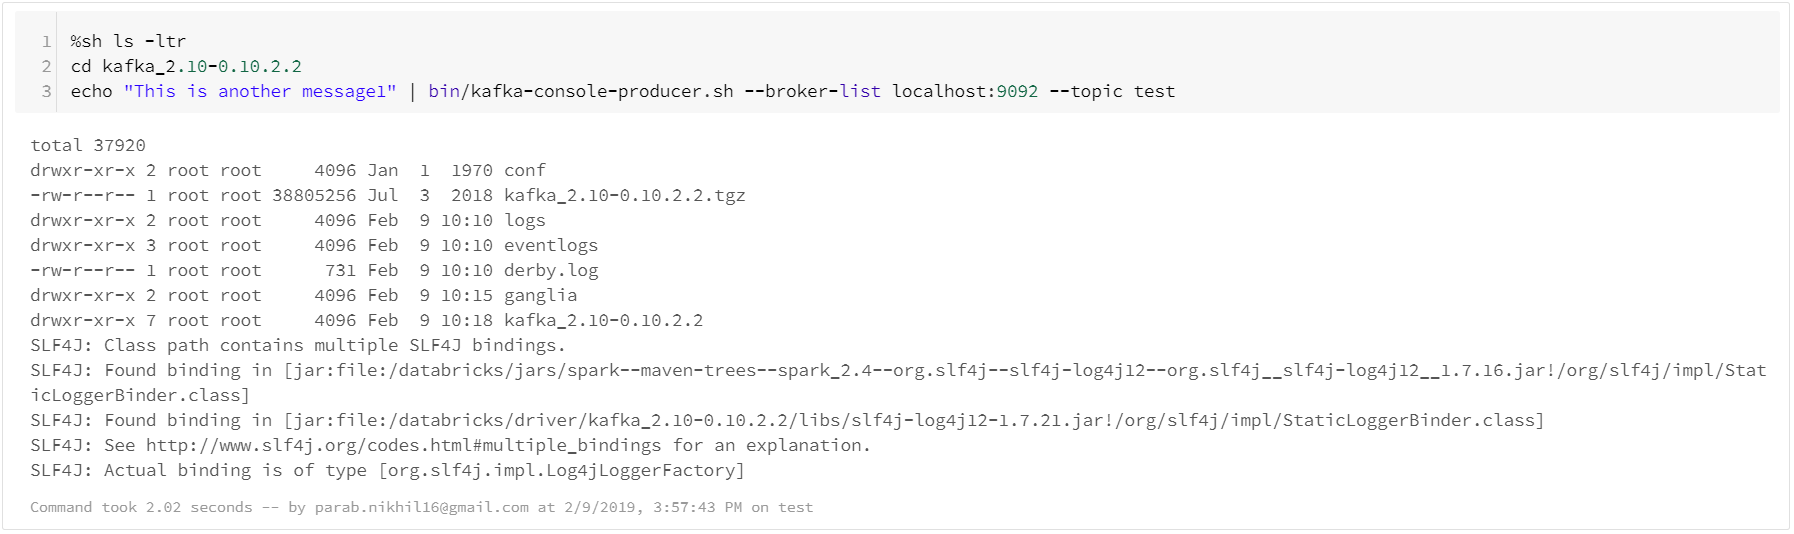 1 %sh ls -ltr
2 cd kafka_2.10-0.10.2.2
3 echo "This is another message1" | bin/kafka-console-producer.sh --broker-list localhost:9092 --topic test
total 37920
drwxr-xr-x 2 root root     4096 Jan  1  1970 conf
-rw-r--r-- 1 root root 38805256 Jul  3  2018 kafka_2.10-0.10.2.2.tgz
drwxr-xr-x 2 root root     4096 Feb  9 10:10 logs
drwxr-xr-x 3 root root     4096 Feb  9 10:10 eventlogs
-rw-r--r-- 1 root root      731 Feb  9 10:10 derby.log
drwxr-xr-x 2 root root     4096 Feb  9 10:15 ganglia
drwxr-xr-x 7 root root     4096 Feb  9 10:18 kafka_2.10-0.10.2.2
SLF4J: Class path contains multiple SLF4J bindings.
SLF4J: Found binding in [jar:file:/databricks/jars/spark--maven-trees--spark_2.4--org.slf4j--slf4j-log4j12--org.slf4j__slf4j-log4j12__1.7.16.jar!/org/slf4j/impl/Stat
icLoggerBinder.class]
SLF4J: Found binding in [jar:file:/databricks/driver/kafka_2.10-0.10.2.2/libs/slf4j-log4j12-1.7.21.jar!/org/slf4j/impl/StaticLoggerBinder.class]
SLF4J: See http://www.slf4j.org/codes.html#multiple_bindings for an explanation.
SLF4J: Actual binding is of type [org.slf4j.impl.Log4jLoggerFactory]
Command took 2.02 seconds -- by parab.nikhil16@gmail.com at 2/9/2019, 3:57:43 PM on test